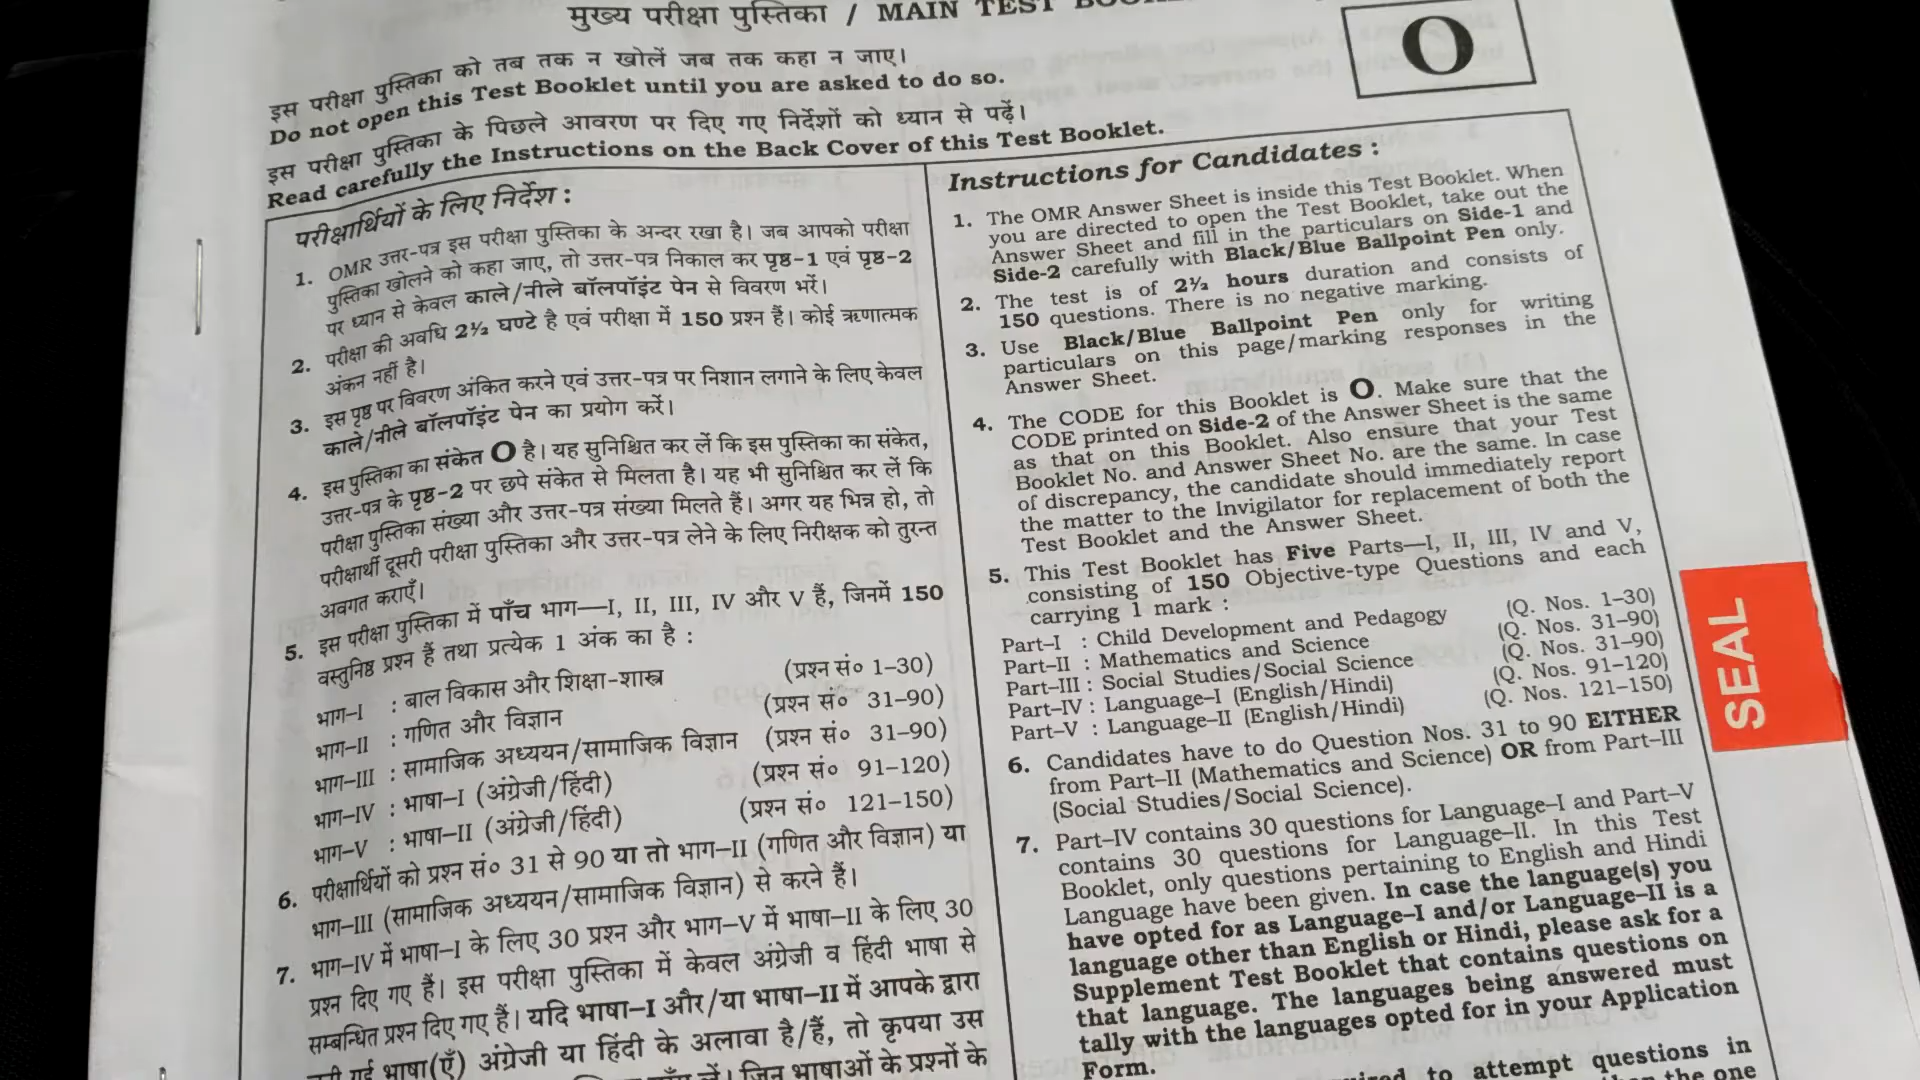 मुख्य परीक्षा पुस्तिका / MAIN TEST
O
इस परीक्षा पुस्तिका को तब तक न खोलें जब तक कहा न जाए।
Do not open this Test Booklet until you are asked to do so.
इस परीक्षा पुस्तिका के पिछले आवरण पर दिए गए निर्देशों को ध्यान से पढ़ें।
Read carefully the Instructions on the Back Cover of this Test Booklet.
परीक्षार्थियों के लिए निर्देश :
1. OMR उत्तर-पत्र इस परीक्षा पुस्तिका के अन्दर रखा है। जब आपको परीक्षा
पुस्तिका खोलने को कहा जाए, तो उत्तर-पत्र निकाल कर पृष्ठ-1 एवं पृष्ठ-2
पर ध्यान से केवल काले/नीले बॉलपॉइंट पेन से विवरण भरें।
2. परीक्षा की अवधि 2½ घण्टे है एवं परीक्षा में 150 प्रश्न हैं। कोई ऋणात्मक
अंकन नहीं है।
3. इस पृष्ठ पर विवरण अंकित करने एवं उत्तर-पत्र पर निशान लगाने के लिए केवल
काले/नीले बॉलपॉइंट पेन का प्रयोग करें।
4. इस पुस्तिका का संकेत O है। यह सुनिश्चित कर लें कि इस पुस्तिका का संकेत,
उत्तर-पत्र के पृष्ठ-2 पर छपे संकेत से मिलता है। यह भी सुनिश्चित कर लें कि
परीक्षा पुस्तिका संख्या और उत्तर-पत्र संख्या मिलते हैं। अगर यह भिन्न हो, तो
परीक्षार्थी दूसरी परीक्षा पुस्तिका और उत्तर-पत्र लेने के लिए निरीक्षक को तुरन्त
अवगत कराएँ।
5. इस परीक्षा पुस्तिका में पाँच भाग—I, II, III, IV और V हैं, जिनमें 150
वस्तुनिष्ठ प्रश्न हैं तथा प्रत्येक 1 अंक का है :
भाग–I : बाल विकास और शिक्षा-शास्त्र (प्रश्न सं० 1–30)
भाग–II : गणित और विज्ञान (प्रश्न सं० 31–90)
भाग–III : सामाजिक अध्ययन/सामाजिक विज्ञान (प्रश्न सं० 31–90)
भाग–IV : भाषा–I (अंग्रेजी/हिंदी) (प्रश्न सं० 91–120)
भाग–V : भाषा–II (अंग्रेजी/हिंदी) (प्रश्न सं० 121–150)
6. परीक्षार्थियों को प्रश्न सं० 31 से 90 या तो भाग–II (गणित और विज्ञान) या
भाग–III (सामाजिक अध्ययन/सामाजिक विज्ञान) से करने हैं।
7. भाग–IV में भाषा–I के लिए 30 प्रश्न और भाग–V में भाषा–II के लिए 30
प्रश्न दिए गए हैं। इस परीक्षा पुस्तिका में केवल अंग्रेजी व हिंदी भाषा से
सम्बन्धित प्रश्न दिए गए हैं। यदि भाषा–I और/या भाषा–II में आपके द्वारा
गई भाषा(एँ) अंग्रेजी या हिंदी के अलावा है/हैं, तो कृपया उस
लें। जिन भाषाओं के प्रश्नों के
Instructions for Candidates :
1. The OMR Answer Sheet is inside this Test Booklet. When
you are directed to open the Test Booklet, take out the
Answer Sheet and fill in the particulars on Side-1 and
Side-2 carefully with Black/Blue Ballpoint Pen only.
2. The test is of 2½ hours duration and consists of
150 questions. There is no negative marking.
3. Use Black/Blue Ballpoint Pen only for writing
particulars on this page/marking responses in the
Answer Sheet.
4. The CODE for this Booklet is O. Make sure that the
CODE printed on Side-2 of the Answer Sheet is the same
as that on this Booklet. Also ensure that your Test
Booklet No. and Answer Sheet No. are the same. In case
of discrepancy, the candidate should immediately report
the matter to the Invigilator for replacement of both the
Test Booklet and the Answer Sheet.
5. This Test Booklet has Five Parts—I, II, III, IV and V,
consisting of 150 Objective-type Questions and each
carrying 1 mark :
Part–I : Child Development and Pedagogy (Q. Nos. 1–30)
Part–II : Mathematics and Science (Q. Nos. 31–90)
Part–III : Social Studies/Social Science (Q. Nos. 31–90)
Part–IV : Language–I (English/Hindi) (Q. Nos. 91–120)
Part–V : Language–II (English/Hindi) (Q. Nos. 121–150)
6. Candidates have to do Question Nos. 31 to 90 EITHER
from Part–II (Mathematics and Science) OR from Part–III
(Social Studies/Social Science).
7. Part–IV contains 30 questions for Language–I and Part–V
contains 30 questions for Language–II. In this Test
Booklet, only questions pertaining to English and Hindi
Language have been given. In case the language(s) you
have opted for as Language–I and/or Language–II is a
language other than English or Hindi, please ask for a
Supplement Test Booklet that contains questions on
that language. The languages being answered must
tally with the languages opted for in your Application
Form.
to attempt questions in
the one
SEAL